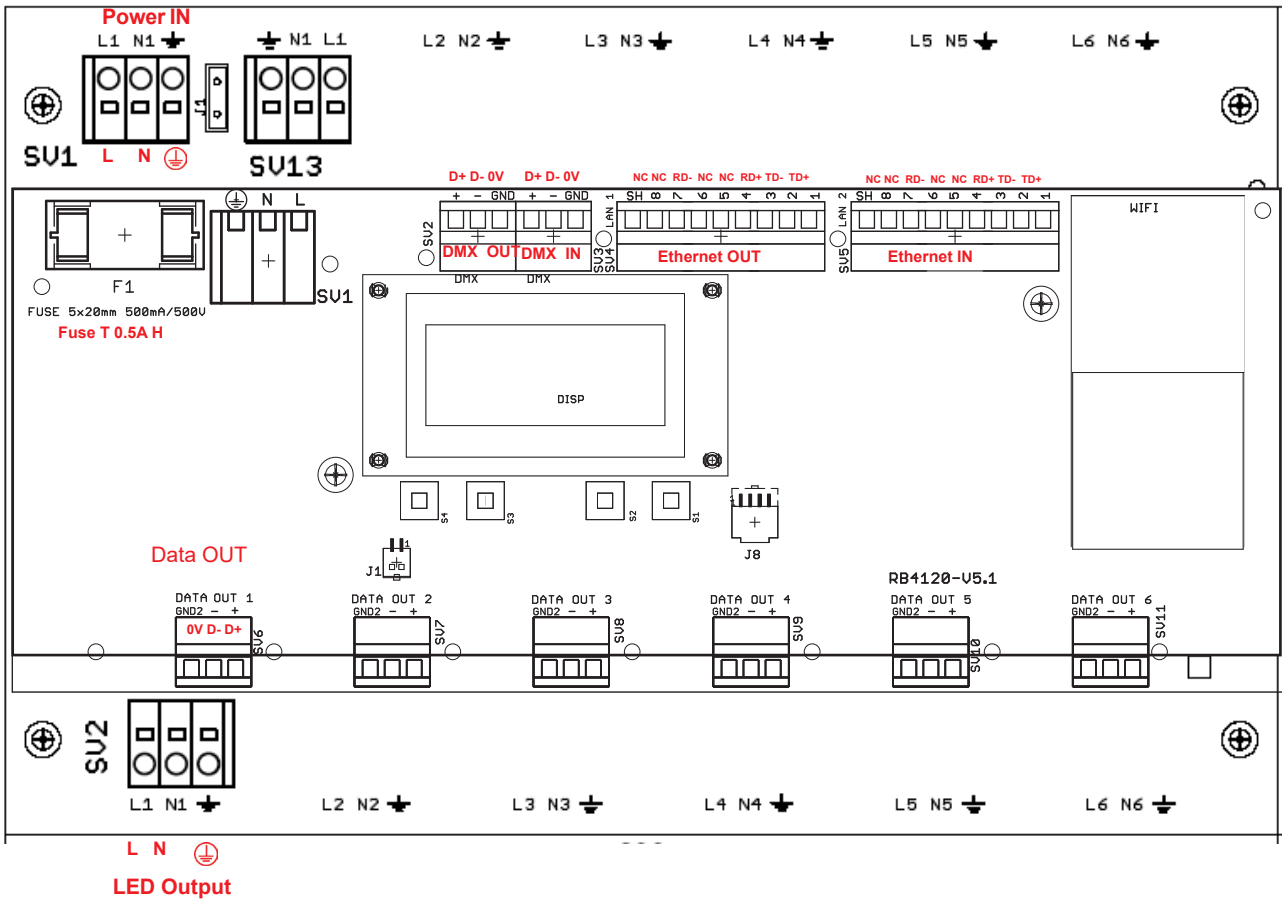 Power IN
L1 N1
N1 L1
L2 N2
L3 N3
L4 N4
L5 N5
L6 N6
J1
SV1
L N
SV13
D+ D- 0V
D+ D- 0V
NC NC RD- NC NC RD+ TD- TD+
NC NC RD- NC NC RD+ TD- TD+
N L
+ - GND
+ - GND
LAN 1
SH 8 7 6 5 4 3 2 1
LAN 2
SH 8 7 6 5 4 3 2 1
WIFI
SV2
DMX OUT
DMX IN
SV3
SV4
Ethernet OUT
SV5
Ethernet IN
DMX
DMX
F1
SV1
FUSE 5x20mm 500mA/500V
Fuse T 0.5A H
DISP
S4
S3
S2
S1
1
J8
Data OUT
J1
1
RB4120-V5.1
DATA OUT 1
GND2 - +
DATA OUT 2
GND2 - +
DATA OUT 3
GND2 - +
DATA OUT 4
GND2 - +
DATA OUT 5
GND2 - +
DATA OUT 6
GND2 - +
0V D- D+
SV6
SV7
SV8
SV9
SV10
SV11
SV2
L1 N1
L2 N2
L3 N3
L4 N4
L5 N5
L6 N6
L N
LED Output